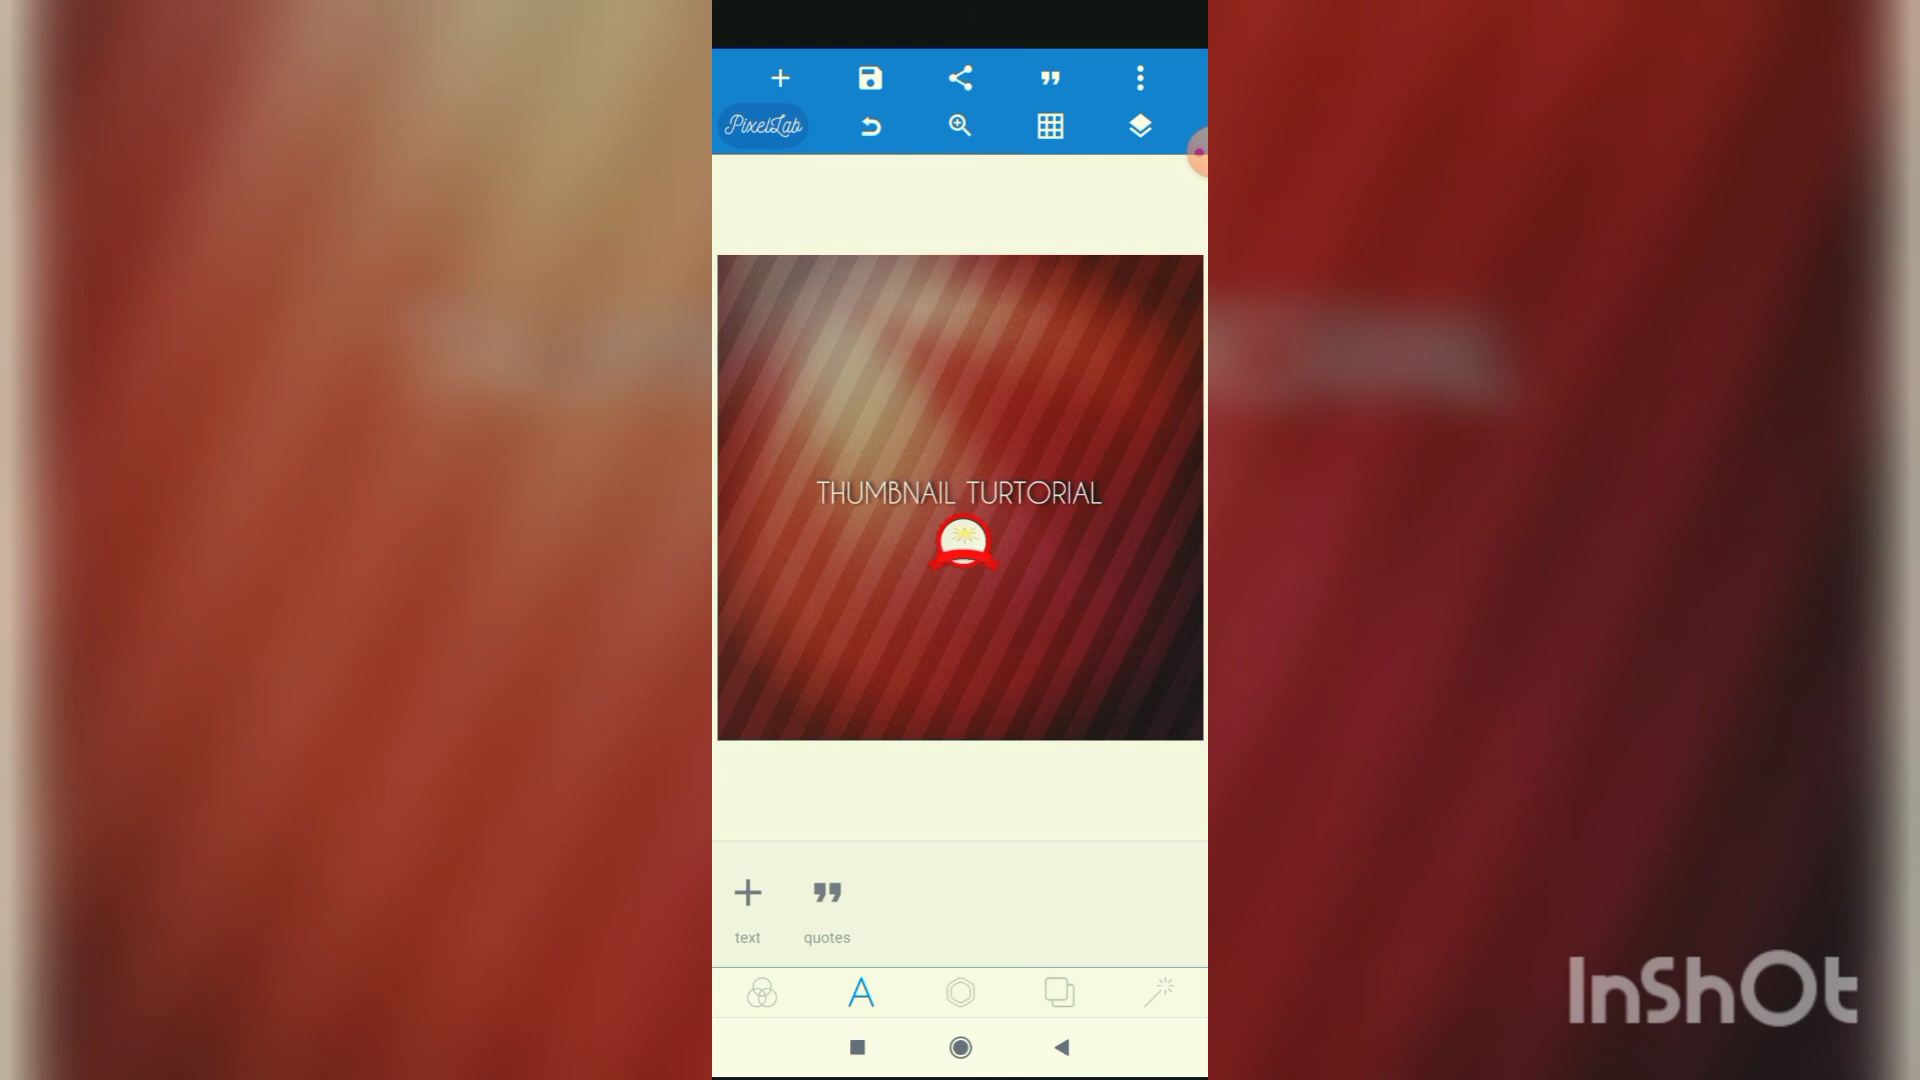 PixelLab
THUMBNAIL TURTORIAL
text
quotes
InShOt